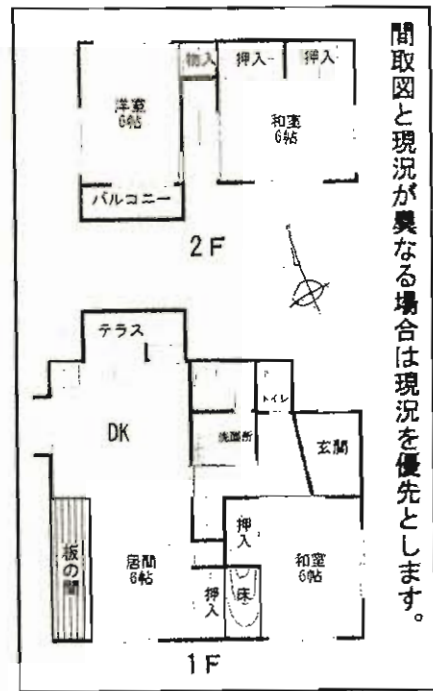 間取図と現況が異なる場合は現況を優先とします。
物入
押入
押入
洋室
6帖
和室
6帖
バルコニー
2F
テラス
トイレ
DK
洗面所
玄関
板の間
居間
6帖
押入
押入
床
和室
6帖
1F